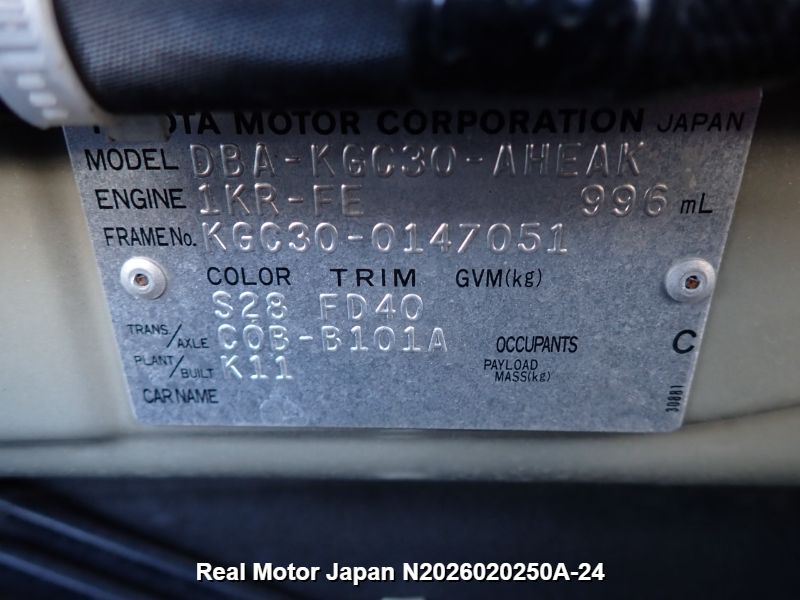 TOYOTA MOTOR CORPORATION JAPAN
MODEL DBA-KGC30-AHEAK
ENGINE 1KR-FE 996 mL
FRAME No. KGC30-0147051
COLOR TRIM GVM(kg)
S28 FD40
TRANS/AXLE C0B-B101A OCCUPANTS C
PLANT/BUILT K11 PAYLOAD MASS(kg)
CAR NAME
30881
Real Motor Japan N2026020250A-24